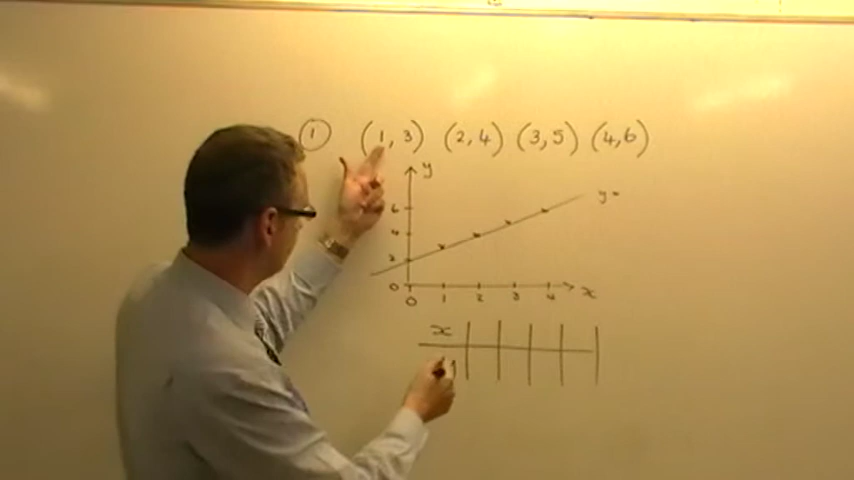 ① (1, 3) (2, 4) (3, 5) (4, 6)
y
6
y =
4
2
0
x
0 1 2 3 4
x
y